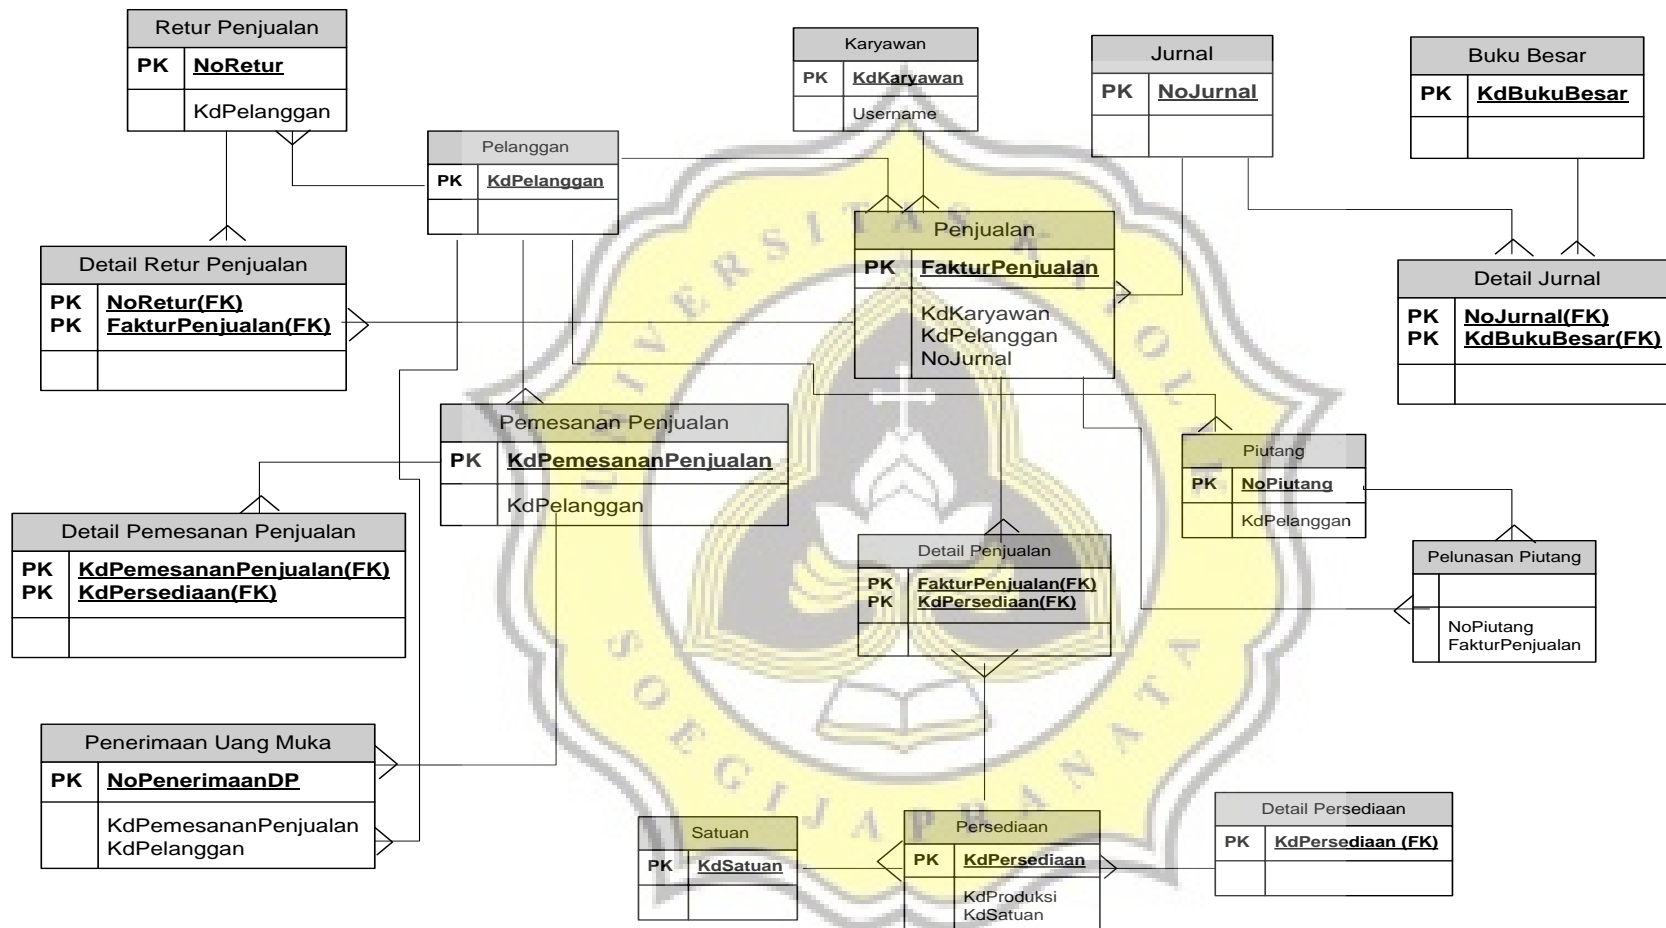 Retur Penjualan
PK NoRetur
KdPelanggan
Karyawan
PK KdKaryawan
Username
Jurnal
PK NoJurnal
Buku Besar
PK KdBukuBesar
Pelanggan
PK KdPelanggan
Penjualan
PK FakturPenjualan
KdKaryawan
KdPelanggan
NoJurnal
Detail Retur Penjualan
PK NoRetur(FK)
PK FakturPenjualan(FK)
Detail Jurnal
PK NoJurnal(FK)
PK KdBukuBesar(FK)
Pemesanan Penjualan
PK KdPemesananPenjualan
KdPelanggan
Piutang
PK NoPiutang
KdPelanggan
Detail Pemesanan Penjualan
PK KdPemesananPenjualan(FK)
PK KdPersediaan(FK)
Detail Penjualan
PK FakturPenjualan(FK)
PK KdPersediaan(FK)
Pelunasan Piutang
NoPiutang
FakturPenjualan
Penerimaan Uang Muka
PK NoPenerimaanDP
KdPemesananPenjualan
KdPelanggan
Satuan
PK KdSatuan
Persediaan
PK KdPersediaan
KdProduksi
KdSatuan
Detail Persediaan
PK KdPersediaan (FK)
UNIVERSITAS KATOLIK
SOEGIJAPRANATA